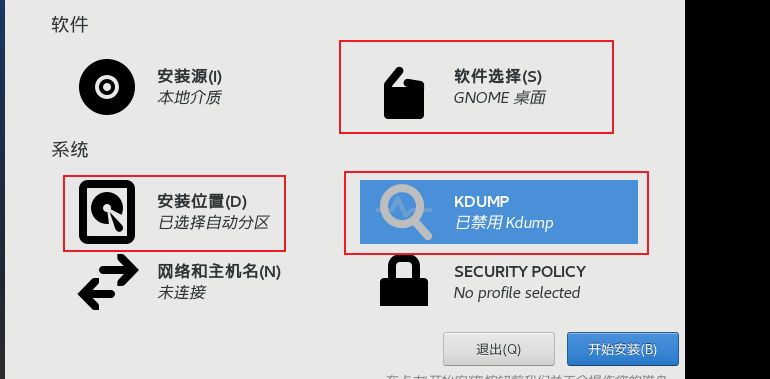 软件
安装源(I)
本地介质
软件选择(S)
GNOME 桌面
系统
安装位置(D)
已选择自动分区
KDUMP
已禁用 Kdump
网络和主机名(N)
未连接
SECURITY POLICY
No profile selected
退出(Q)
开始安装(B)